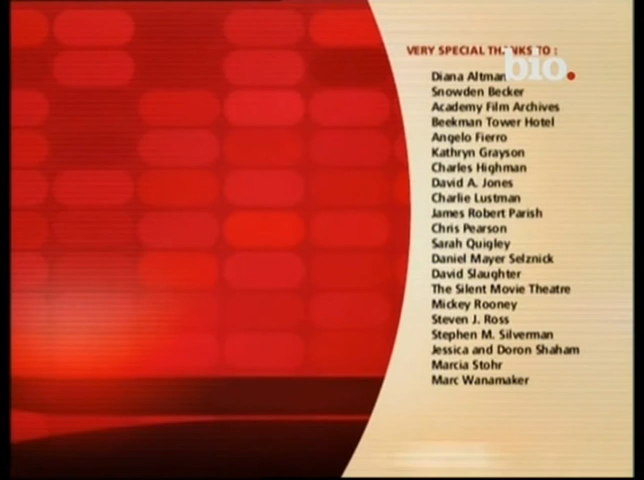 VERY SPECIAL THANKS TO :
bio.
Diana Altman
Snowden Becker
Academy Film Archives
Beekman Tower Hotel
Angelo Fierro
Kathryn Grayson
Charles Highman
David A. Jones
Charlie Lustman
James Robert Parish
Chris Pearson
Sarah Quigley
Daniel Mayer Selznick
David Slaughter
The Silent Movie Theatre
Mickey Rooney
Steven J. Ross
Stephen M. Silverman
Jessica and Doron Shaham
Marcia Stohr
Marc Wanamaker